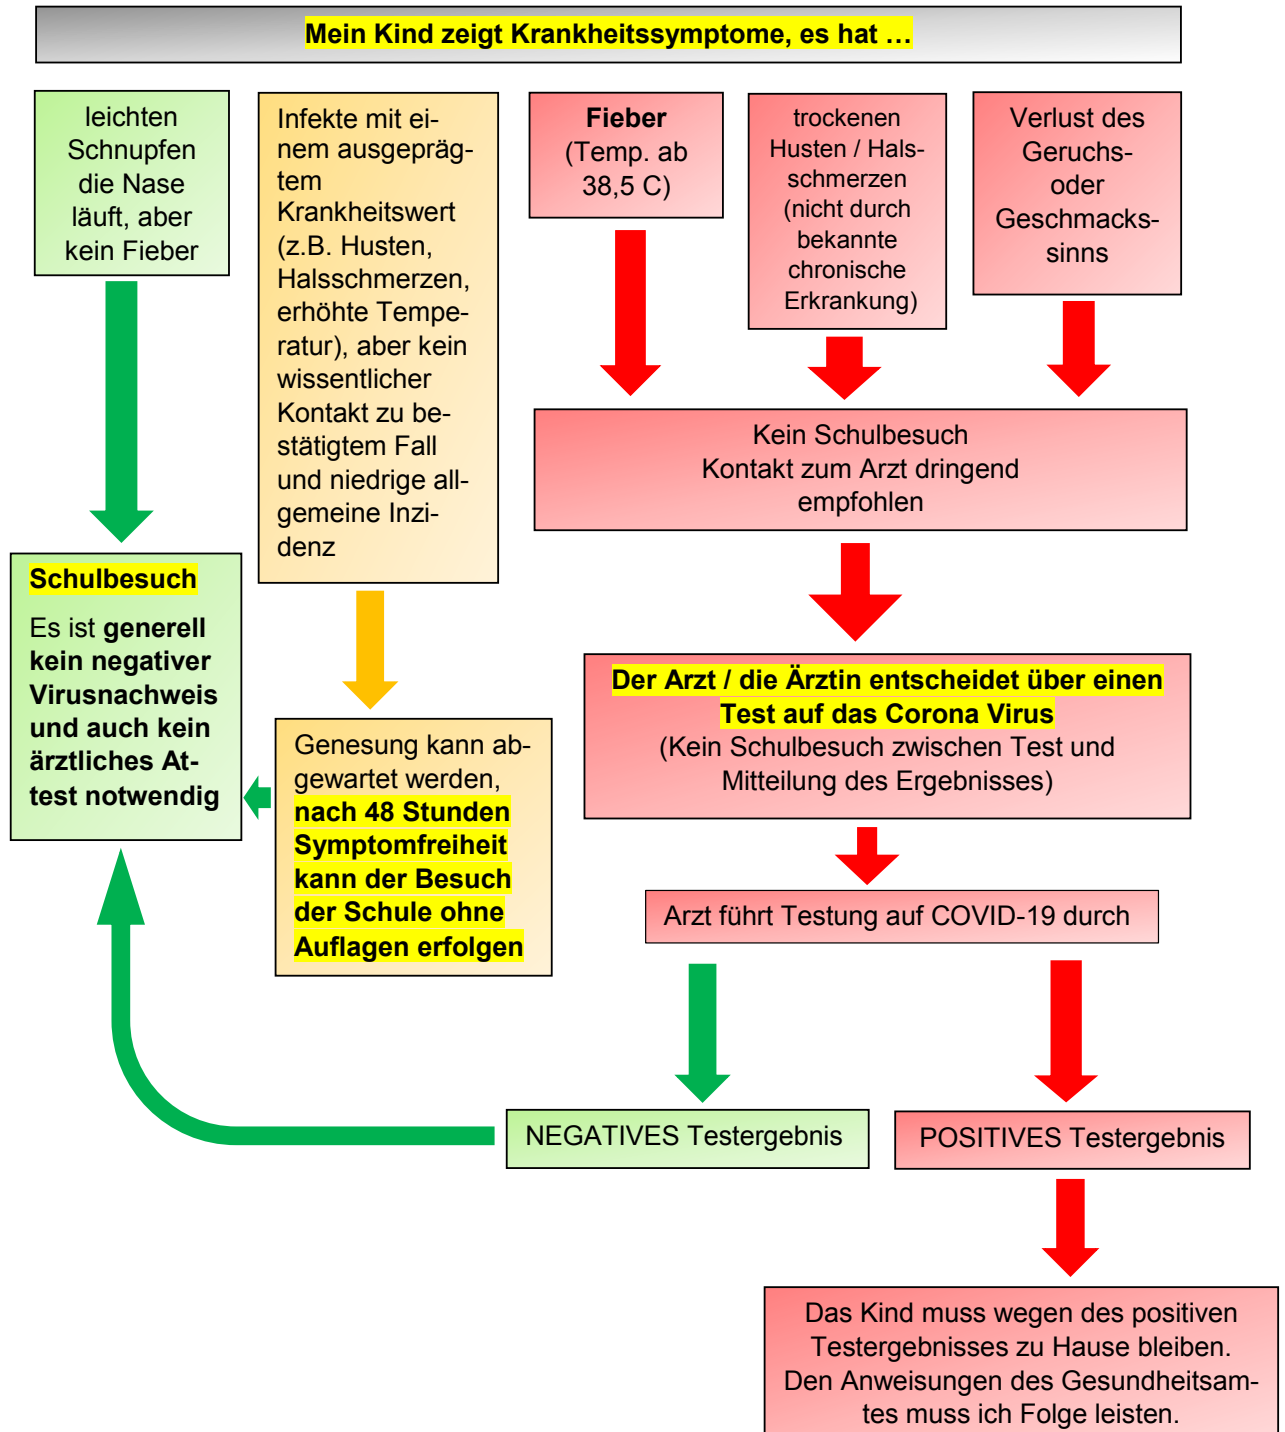 Mein Kind zeigt Krankheitssymptome, es hat …
leichten
Schnupfen
die Nase
läuft, aber
kein Fieber
Infekte mit ei-
nem ausgepräg-
tem
Krankheitswert
(z.B. Husten,
Halsschmerzen,
erhöhte Tempe-
ratur), aber kein
wissentlicher
Kontakt zu be-
stätigtem Fall
und niedrige all-
gemeine Inzi-
denz
Fieber
(Temp. ab
38,5 C)
trockenen
Husten / Hals-
schmerzen
(nicht durch
bekannte
chronische
Erkrankung)
Verlust des
Geruchs-
oder
Geschmacks-
sinns
Kein Schulbesuch
Kontakt zum Arzt dringend
empfohlen
Schulbesuch
Es ist generell
kein negativer
Virusnachweis
und auch kein
ärztliches At-
test notwendig
Genesung kann ab-
gewartet werden,
nach 48 Stunden
Symptomfreiheit
kann der Besuch
der Schule ohne
Auflagen erfolgen
Der Arzt / die Ärztin entscheidet über einen
Test auf das Corona Virus
(Kein Schulbesuch zwischen Test und
Mitteilung des Ergebnisses)
Arzt führt Testung auf COVID-19 durch
NEGATIVES Testergebnis
POSITIVES Testergebnis
Das Kind muss wegen des positiven
Testergebnisses zu Hause bleiben.
Den Anweisungen des Gesundheitsam-
tes muss ich Folge leisten.